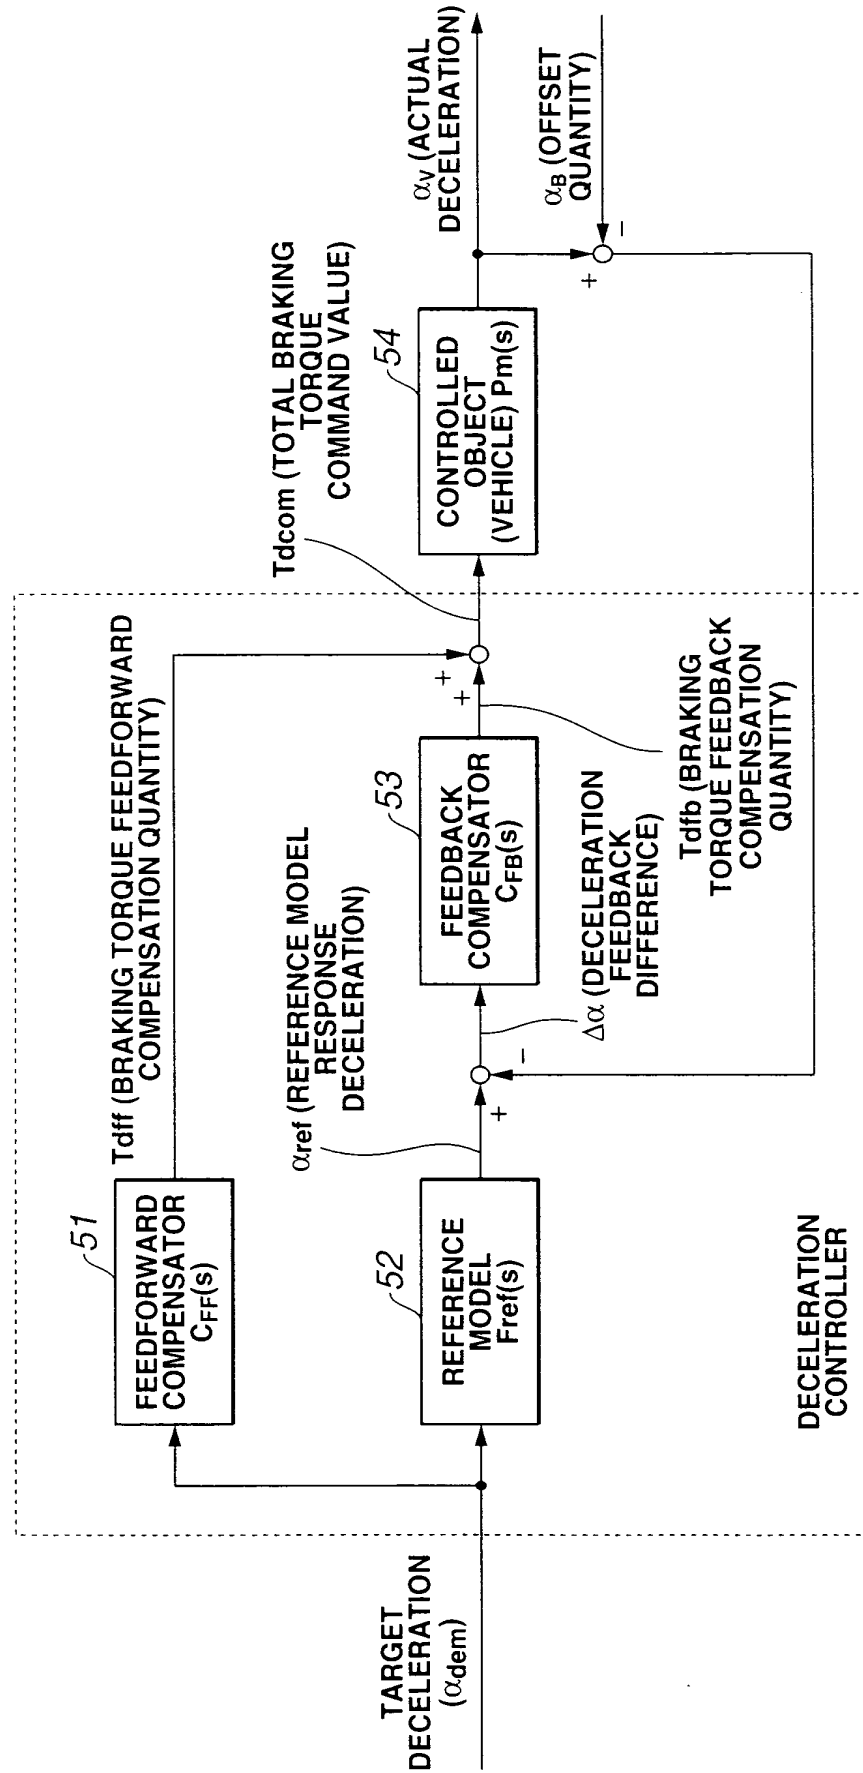 TARGET
DECELERATION
(αdem)
51
FEEDFORWARD
COMPENSATOR
CFF(s)
Tdff (BRAKING TORQUE FEEDFORWARD
COMPENSATION QUANTITY)
52
REFERENCE
MODEL
Fref(s)
αref (REFERENCE MODEL
RESPONSE
DECELERATION)
+
−
Δα (DECELERATION
FEEDBACK
DIFFERENCE)
53
FEEDBACK
COMPENSATOR
CFB(s)
Tdfb (BRAKING
TORQUE FEEDBACK
COMPENSATION
QUANTITY)
+
+
Tdcom (TOTAL BRAKING
TORQUE
COMMAND VALUE)
54
CONTROLLED
OBJECT
(VEHICLE) Pm(s)
αV (ACTUAL
DECELERATION)
+
−
αB (OFFSET
QUANTITY)
DECELERATION
CONTROLLER